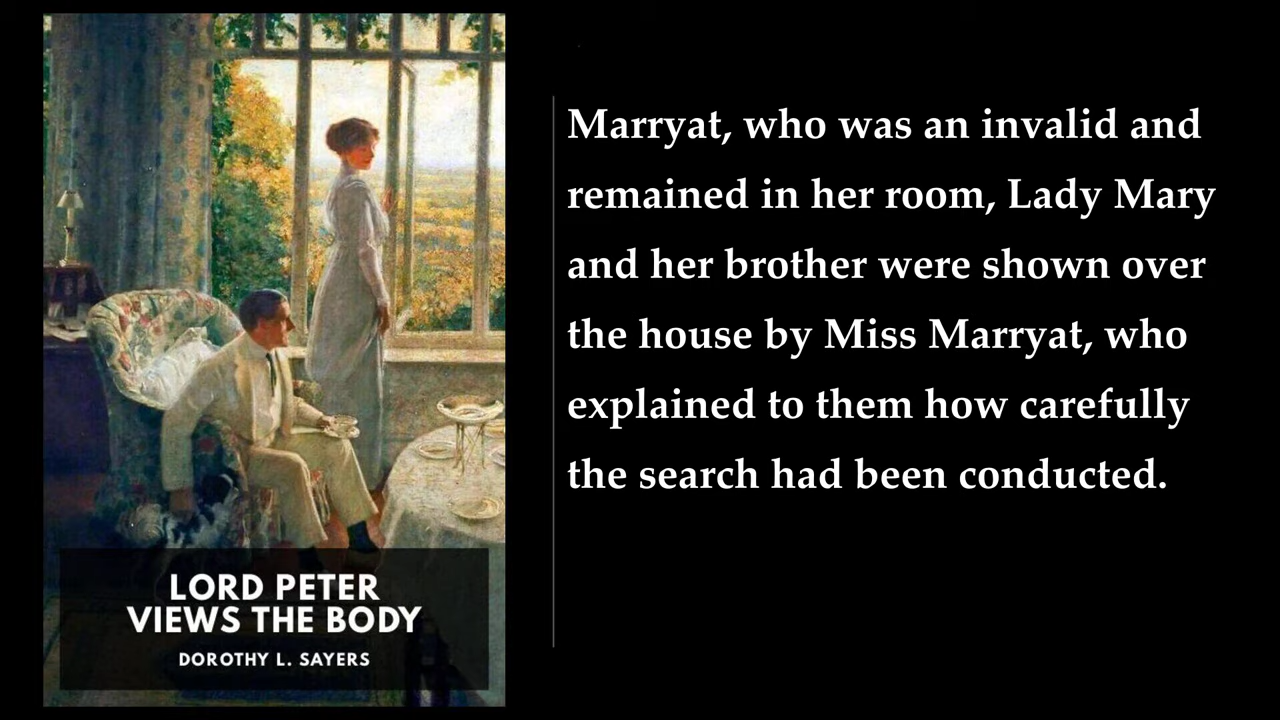 Marryat, who was an invalid and
remained in her room, Lady Mary
and her brother were shown over
the house by Miss Marryat, who
explained to them how carefully
the search had been conducted.
LORD PETER
VIEWS THE BODY
DOROTHY L. SAYERS